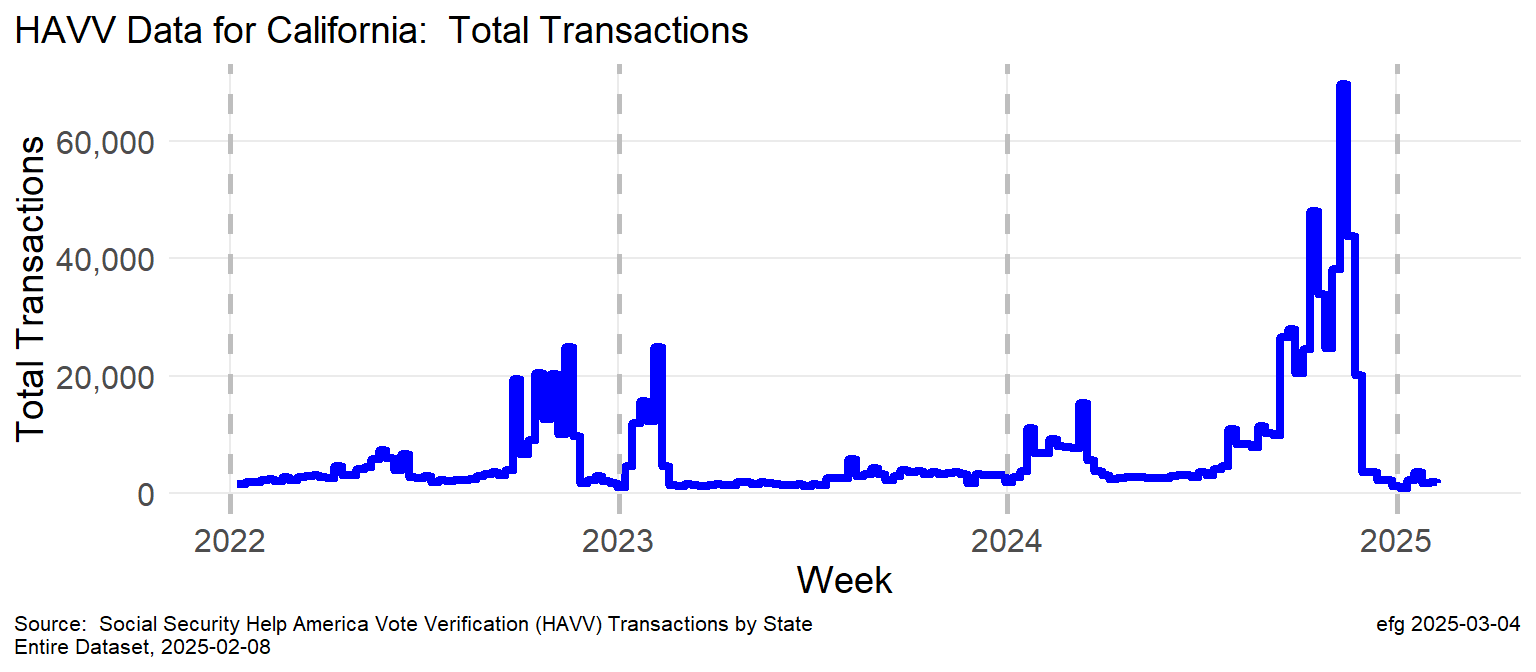 HAVV Data for California:  Total Transactions
Total Transactions
60,000
40,000
20,000
0
2022 2023 2024 2025
Week
Source:  Social Security Help America Vote Verification (HAVV) Transactions by State
Entire Dataset, 2025-02-08
efg 2025-03-04